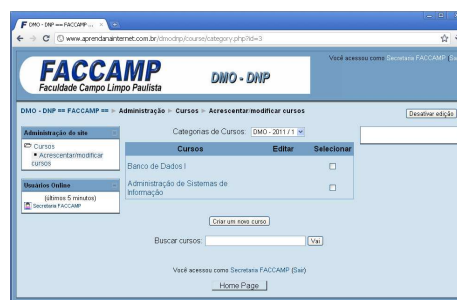 DMO - DNP == FACCAMP ...
www.aprendanainternet.com.br/dmodnp/course/category.php?id=3
Você acessou como Secretaria FACCAMP
FACCAMP
Faculdade Campo Limpo Paulista
DMO - DNP
DMO - DNP == FACCAMP == ► Administração ► Cursos ► Acrescentar/modificar cursos
Desativar edição
Administração do site
Cursos
Acrescentar/modificar
cursos
Usuários Online
(últimos 5 minutos)
Secretaria FACCAMP
Categorias de Cursos: DMO - 2011 / 1
Cursos Editar Selecionar
Banco de Dados I
Administração de Sistemas de
Informação
Criar um novo curso
Buscar cursos: Vai
Você acessou como Secretaria FACCAMP (Sair)
Home Page